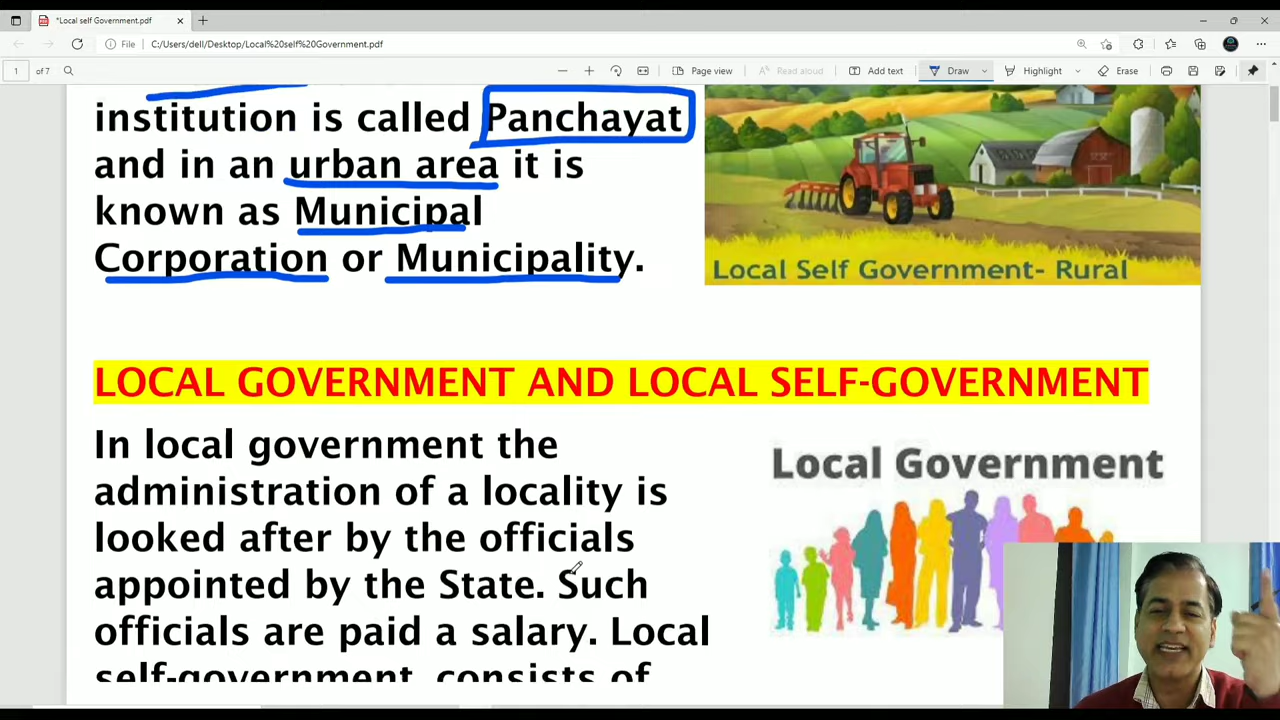 *Local self Government.pdf
File
C:/Users/dell/Desktop/Local%20self%20Government.pdf
1 of 7
Page view
Read aloud
Add text
Draw
Highlight
Erase
institution is called Panchayat
and in an urban area it is
known as Municipal
Corporation or Municipality.
Local Self Government- Rural
LOCAL GOVERNMENT AND LOCAL SELF-GOVERNMENT
In local government the
administration of a locality is
looked after by the officials
appointed by the State. Such
officials are paid a salary. Local
self-government consists of
Local Government